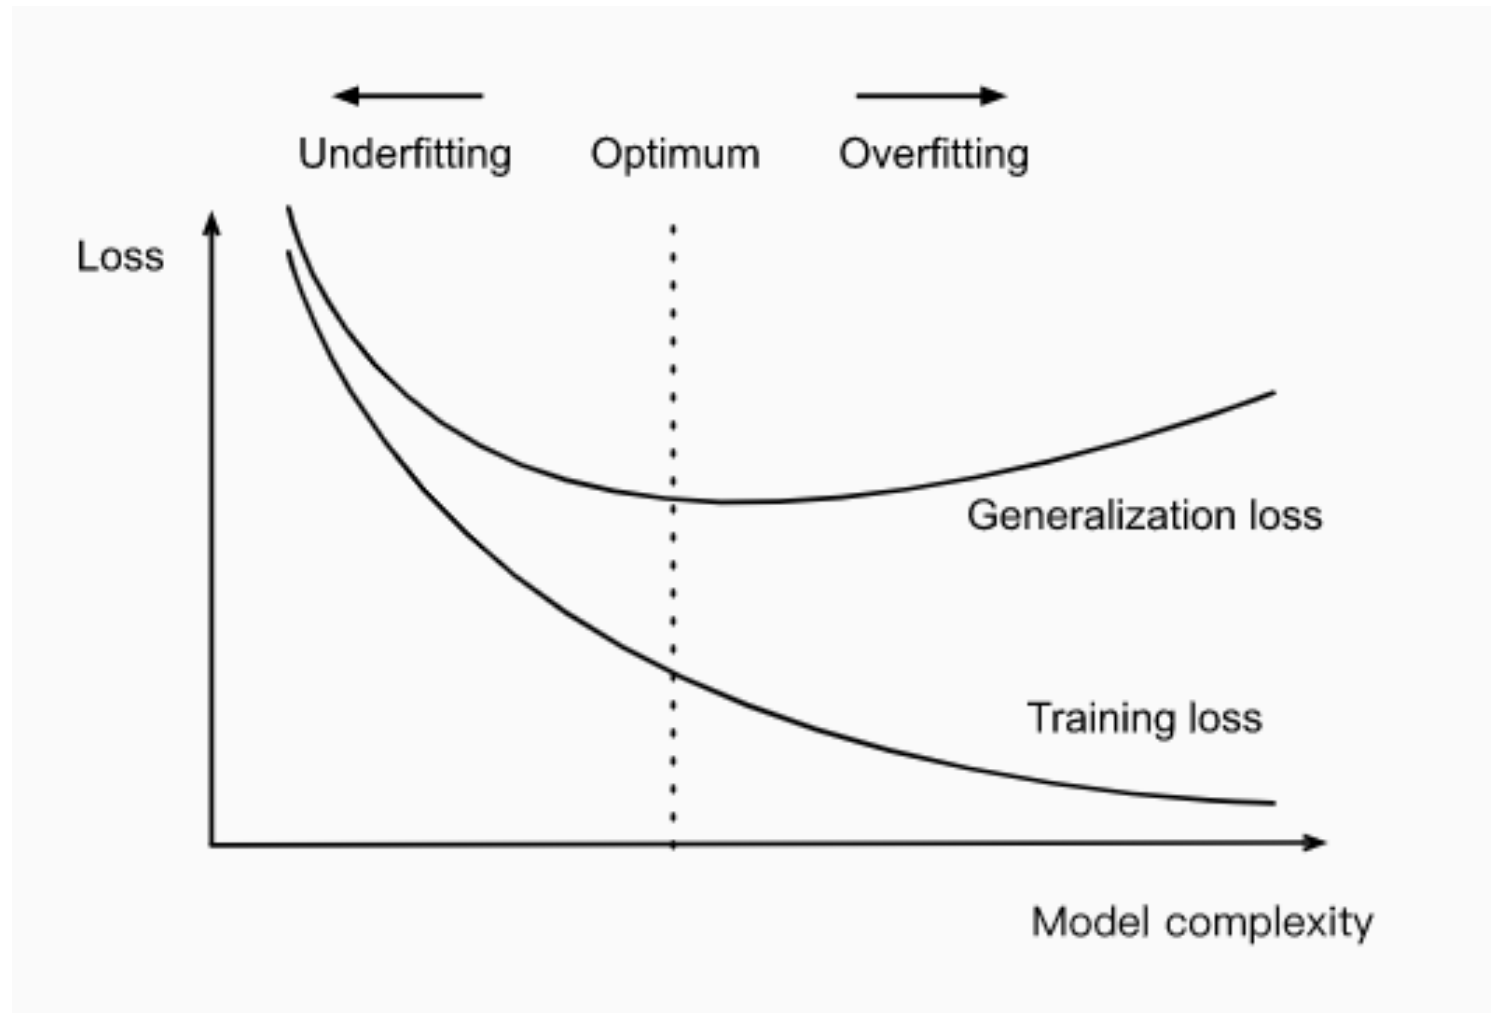 Underfitting
Optimum
Overfitting
Loss
Generalization loss
Training loss
Model complexity